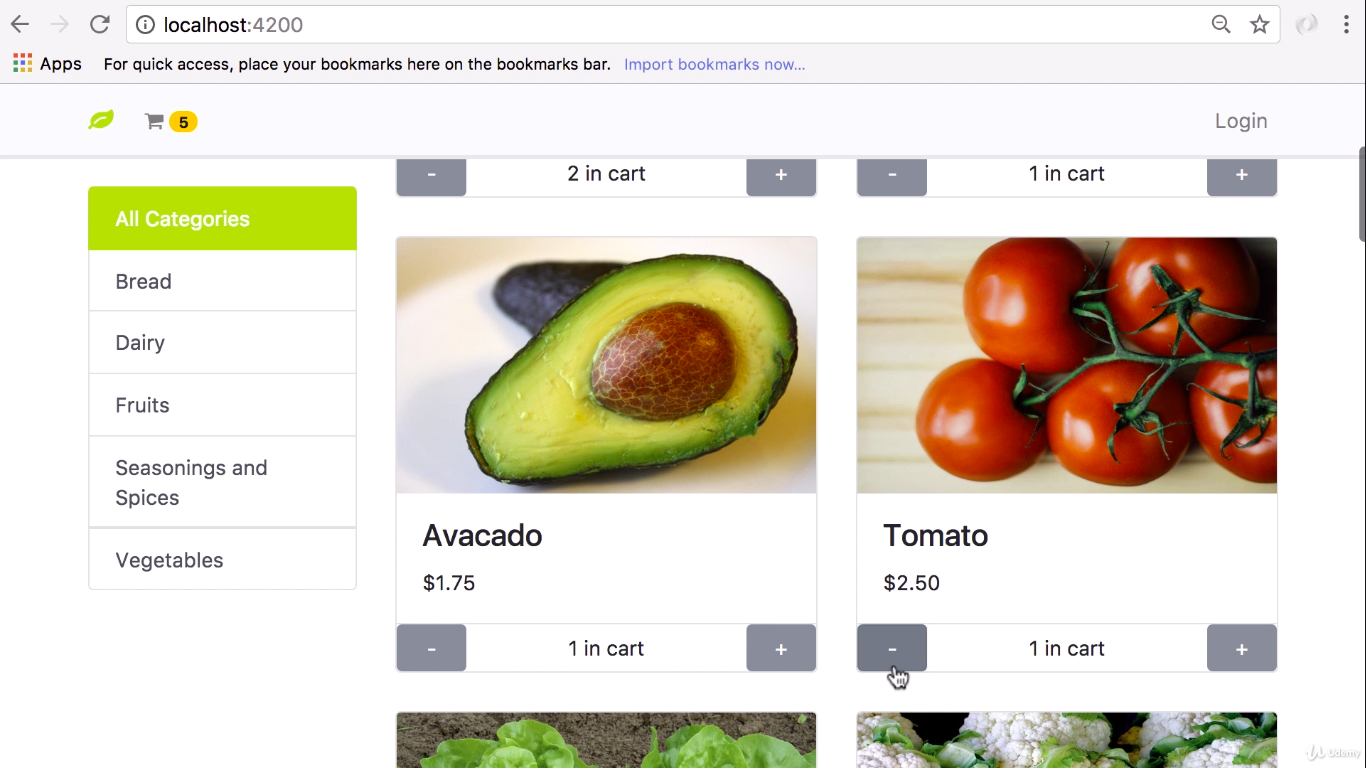 localhost:4200
Apps For quick access, place your bookmarks here on the bookmarks bar. Import bookmarks now...
5 Login
- 2 in cart + - 1 in cart +
All Categories
Bread
Dairy
Fruits
Seasonings and
Spices
Vegetables
Avacado
$1.75
- 1 in cart +
Tomato
$2.50
- 1 in cart +
Udemy